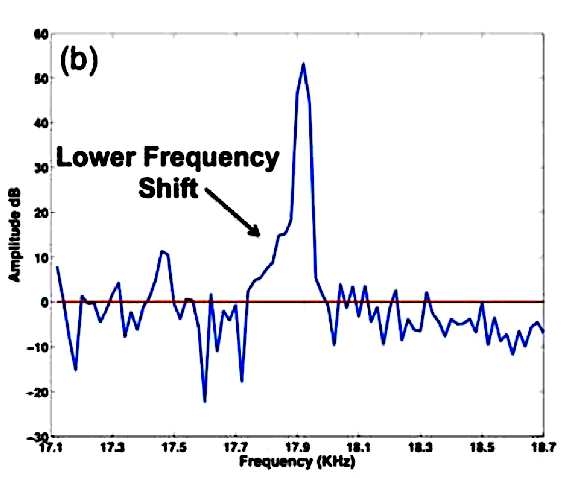 (b)
60
50
40
30
20
10
0
-10
-20
-30
Amplitude dB
Lower Frequency
Shift
17.1 17.3 17.5 17.7 17.9 18.1 18.3 18.5 18.7
Frequency (KHz)